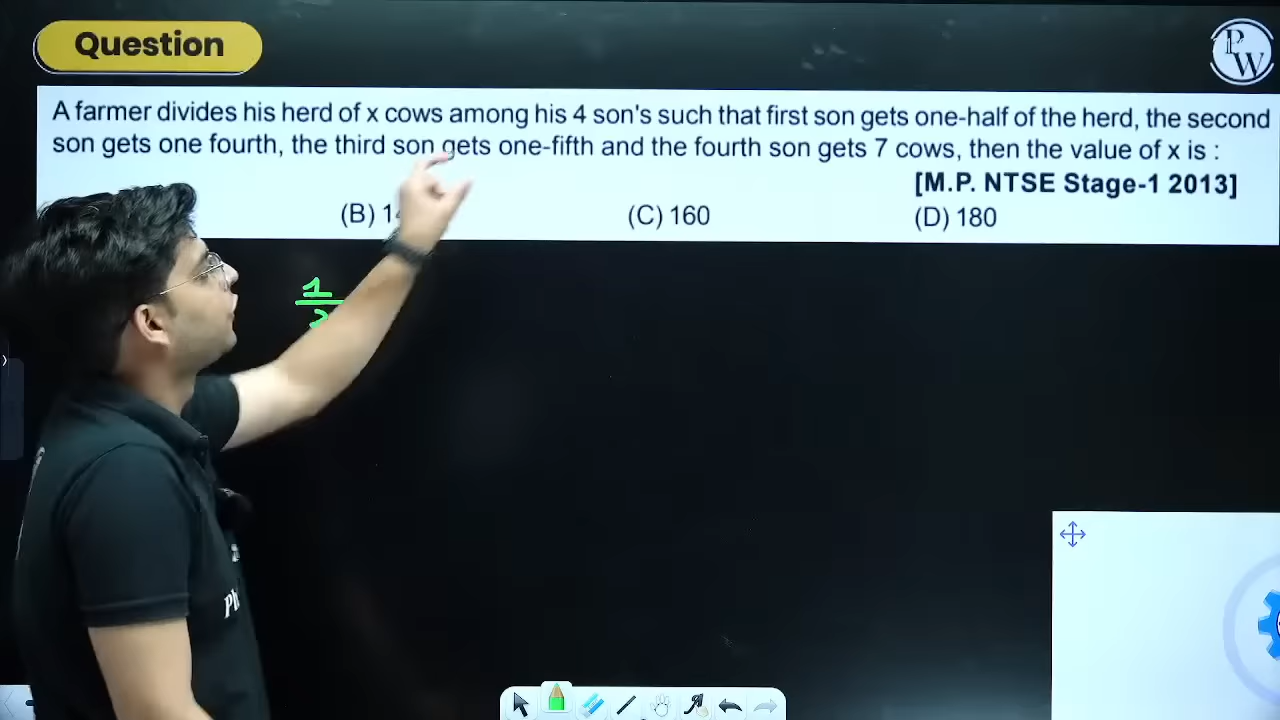 Question
PW
A farmer divides his herd of x cows among his 4 son's such that first son gets one-half of the herd, the second
son gets one fourth, the third son gets one-fifth and the fourth son gets 7 cows, then the value of x is :
[M.P. NTSE Stage-1 2013]
(B) (C) 160 (D) 180
1